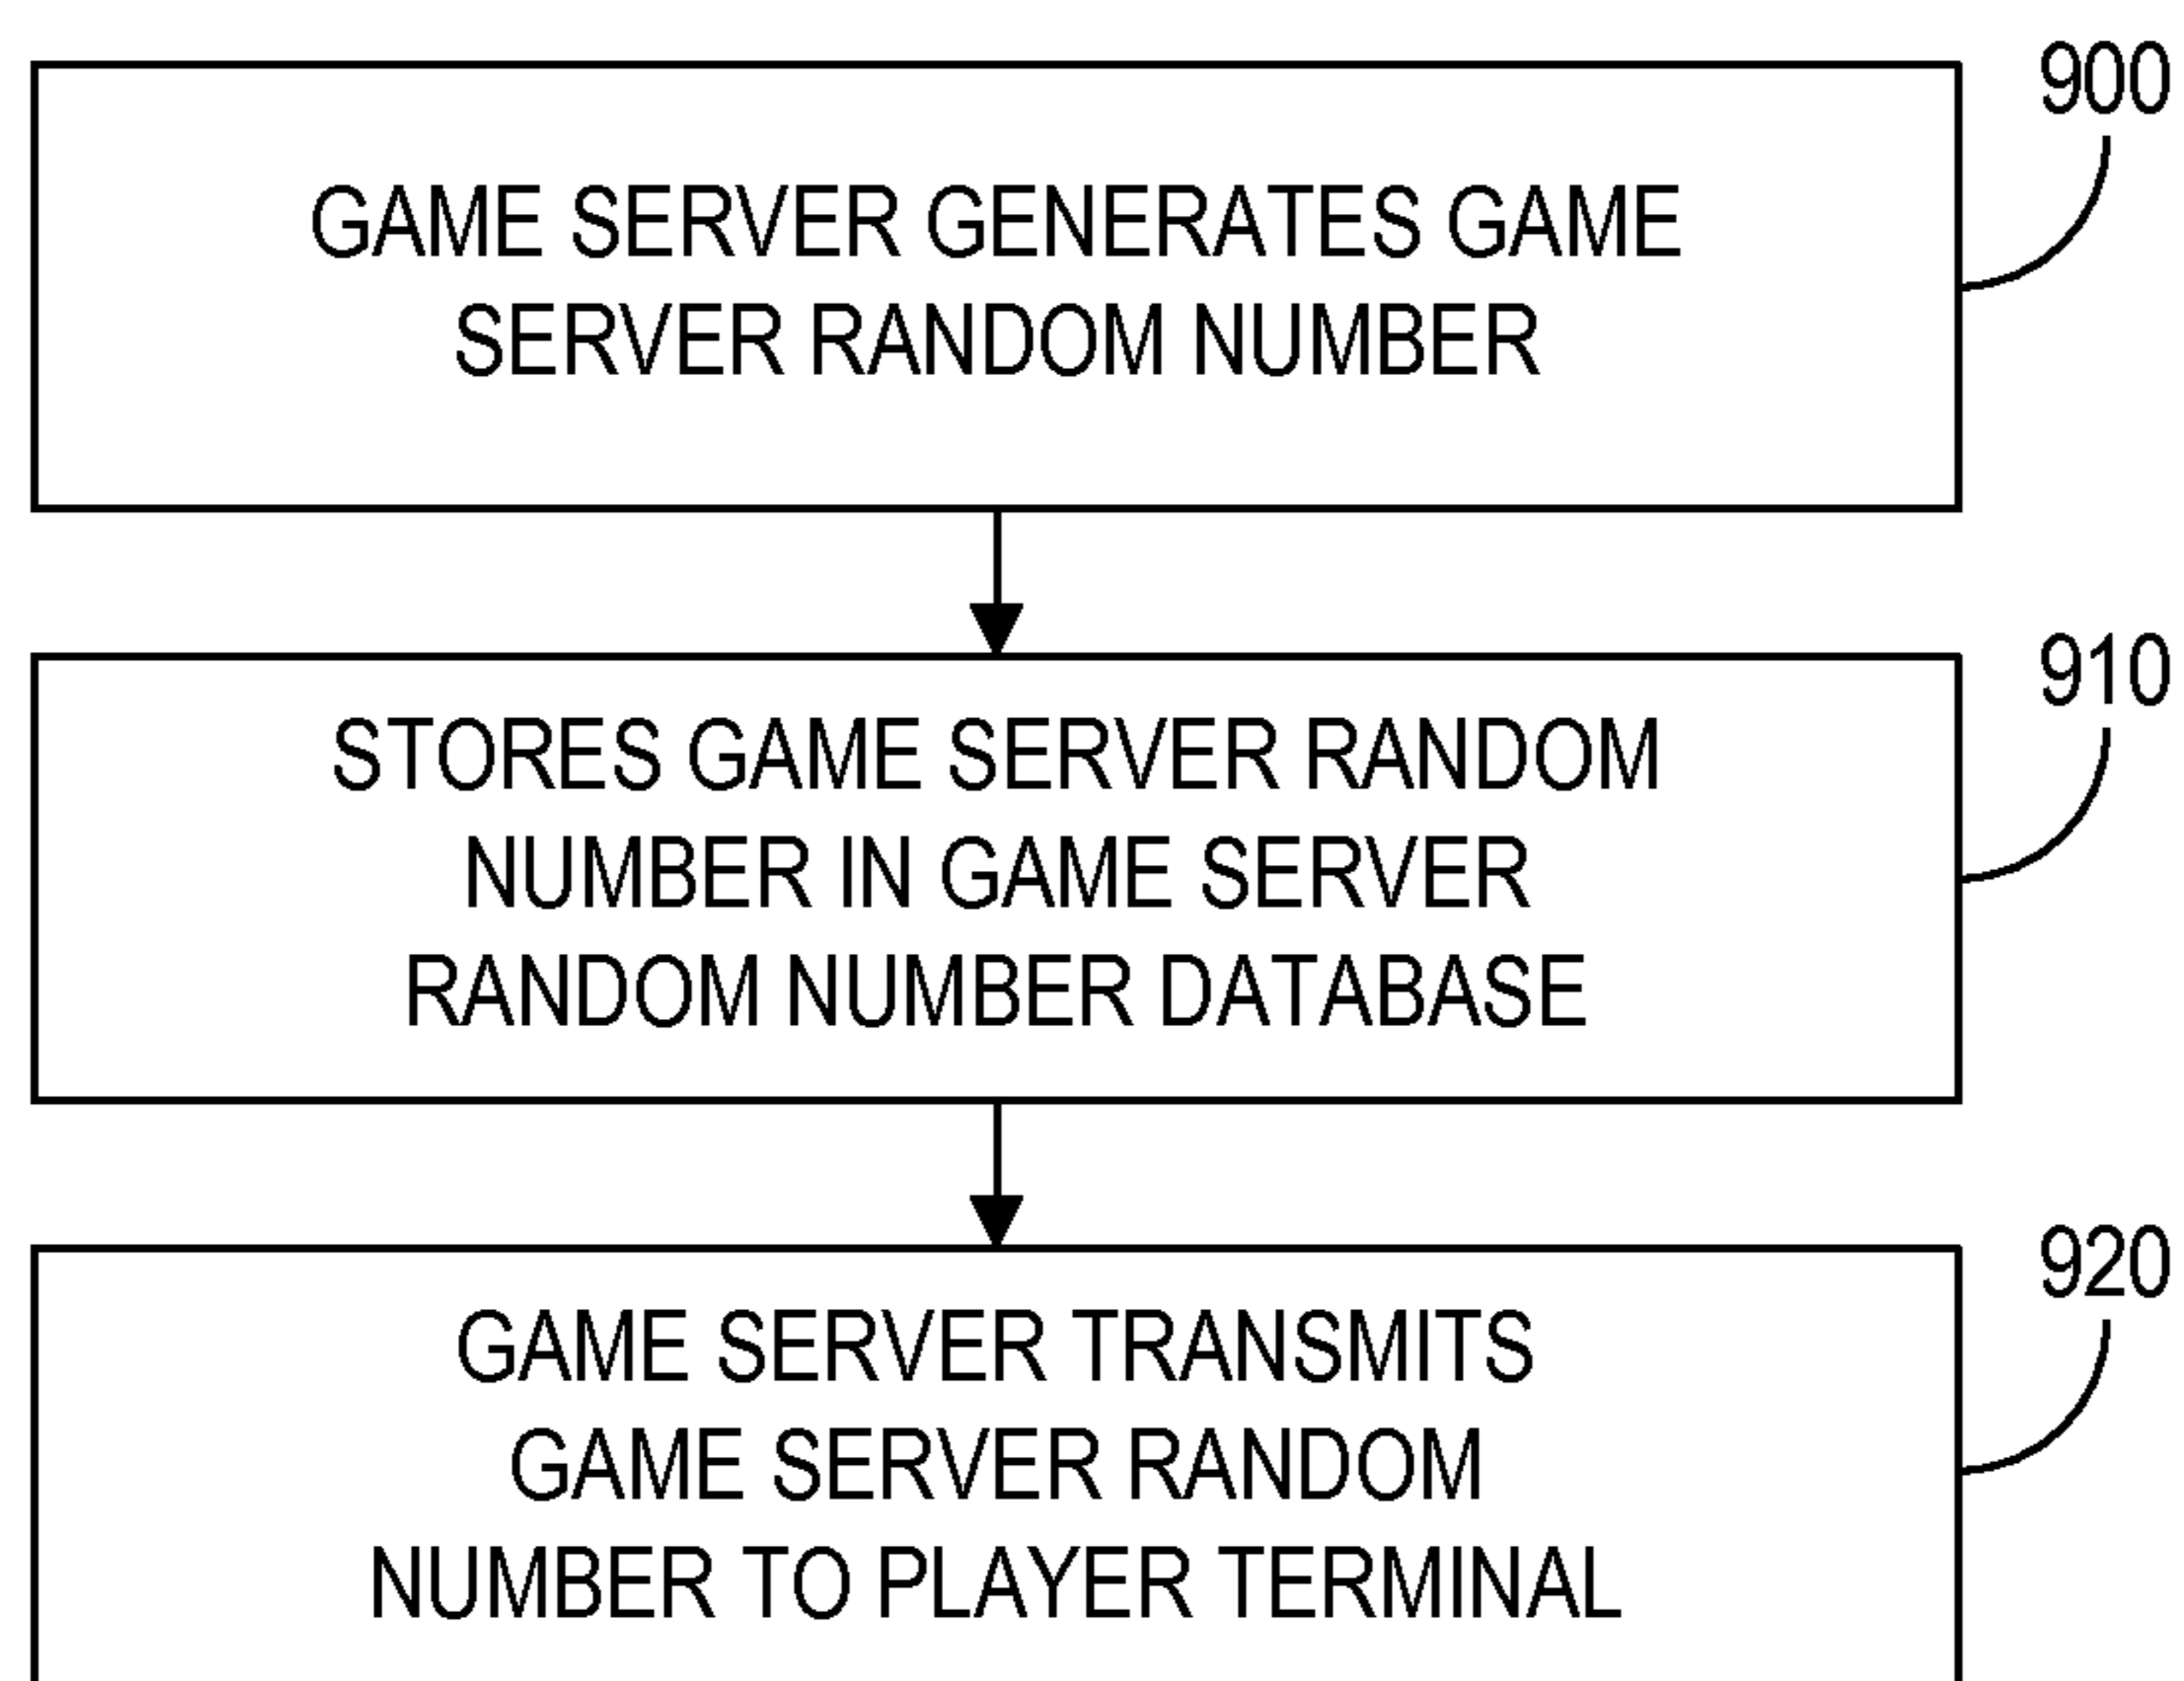 900
GAME SERVER GENERATES GAME
SERVER RANDOM NUMBER
910
STORES GAME SERVER RANDOM
NUMBER IN GAME SERVER
RANDOM NUMBER DATABASE
920
GAME SERVER TRANSMITS
GAME SERVER RANDOM
NUMBER TO PLAYER TERMINAL